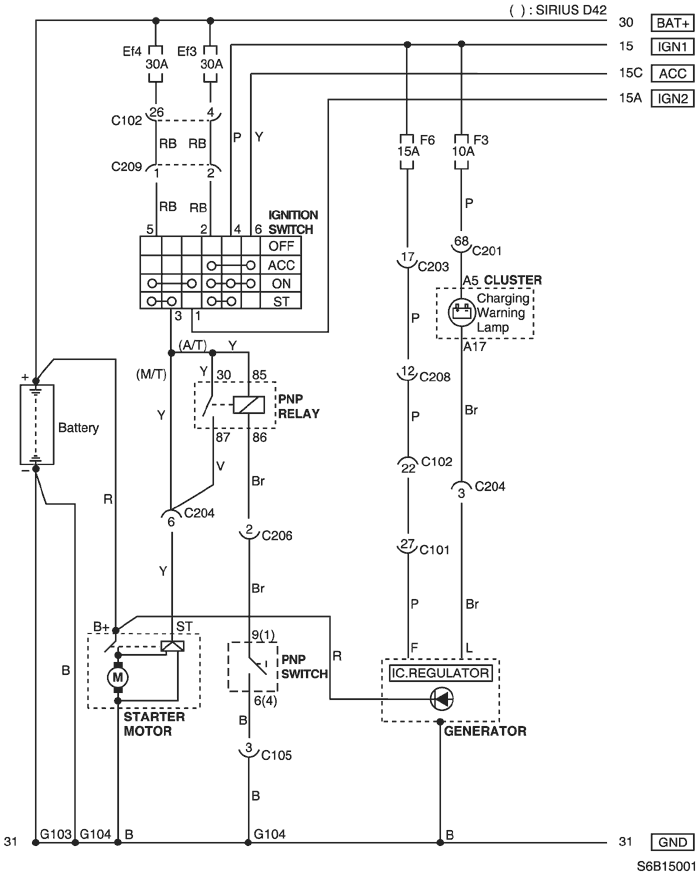 ( ) : SIRIUS D42
30 BAT+
15 IGN1
15C ACC
15A IGN2
Ef4 30A
Ef3 30A
C102 26 4
P Y
RB RB
C209 1 2
RB RB
F6 15A
F3 10A
P
5 2 4 6
IGNITION SWITCH
OFF
ACC
ON
ST
3 1
17 C203
68 C201
A5 CLUSTER
Charging Warning Lamp
A17
P
(A/T) Y
(M/T)
Y 30 85
PNP RELAY
87 86
12 C208
Y
V
Br
P
Br
+
Battery
−
R
6 C204
2 C206
22 C102
3 C204
27 C101
Y
Br
P
Br
B+ ST
M
STARTER MOTOR
9(1)
PNP SWITCH
6(4)
R
F L
IC.REGULATOR
GENERATOR
B
B
3 C105
B
31 G103 G104 B G104 B 31 GND
S6B15001